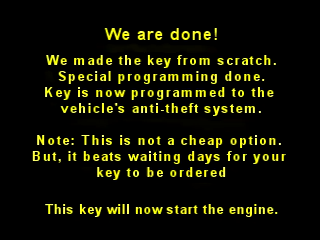 We are done!
We made the key from scratch.
Special programming done.
Key is now programmed to the
vehicle's anti-theft system.
Note: This is not a cheap option.
But, it beats waiting days for your
key to be ordered
This key will now start the engine.